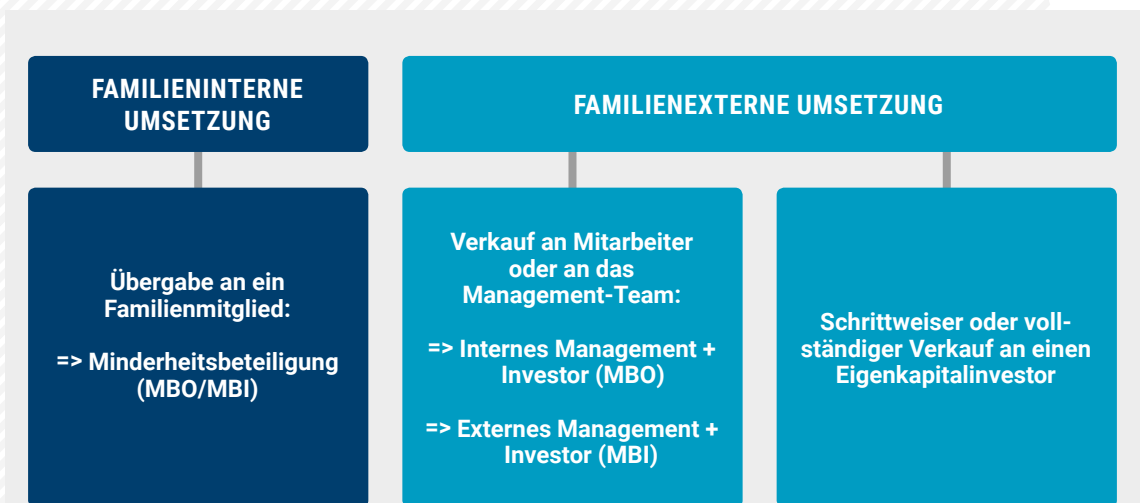 FAMILIENINTERNE
UMSETZUNG
FAMILIENEXTERNE UMSETZUNG
Übergabe an ein
Familienmitglied:
=> Minderheitsbeteiligung
(MBO/MBI)
Verkauf an Mitarbeiter
oder an das
Management-Team:
=> Internes Management +
Investor (MBO)
=> Externes Management +
Investor (MBI)
Schrittweiser oder voll-
ständiger Verkauf an einen
Eigenkapitalinvestor